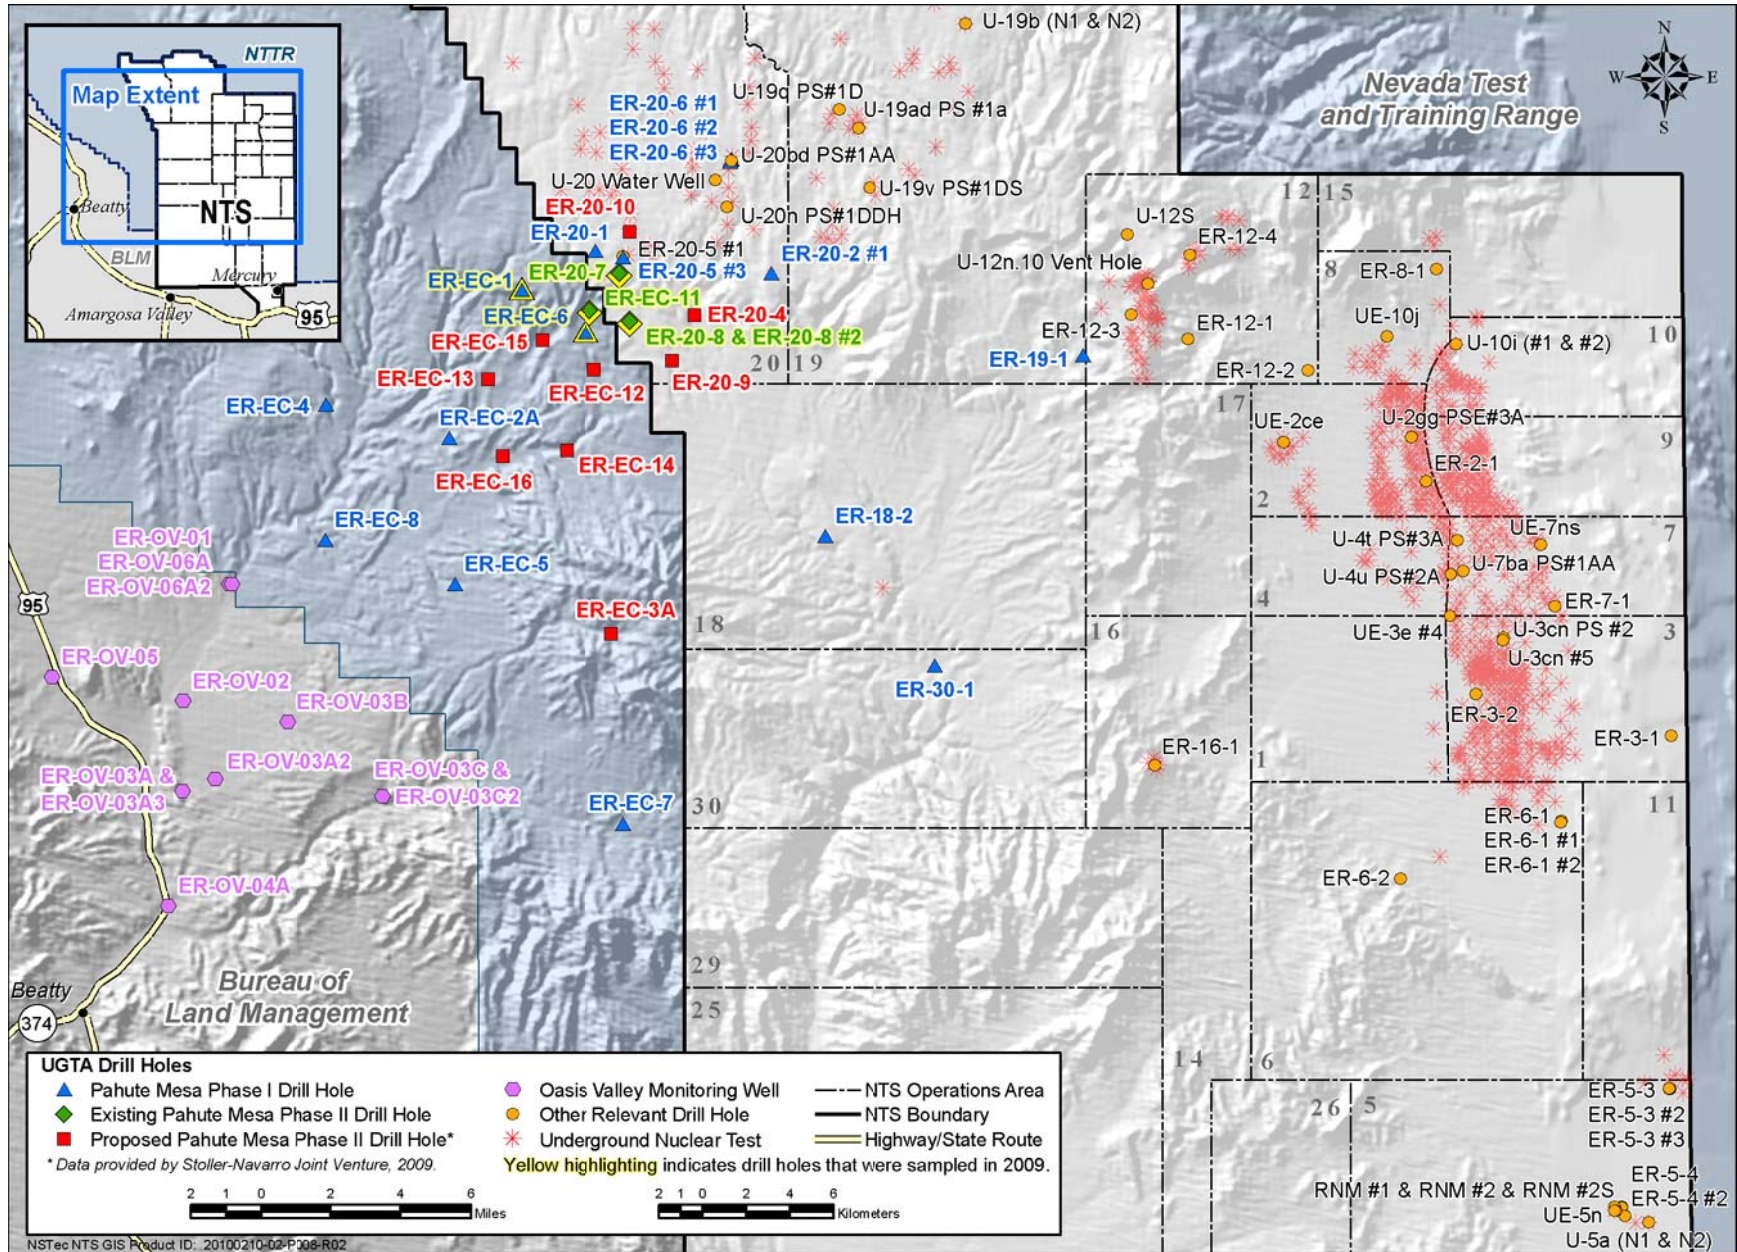 NTTR
Map Extent
NTS
Beatty
BLM
Mercury
Amargosa Valley
95
Nevada Test
and Training Range
N
W
E
S
U-19b (N1 & N2)
U-19q PS#1D
U-19ad PS #1a
ER-20-6 #1
ER-20-6 #2
ER-20-6 #3
U-20bd PS#1AA
U-20 Water Well
U-19v PS#1DS
U-20n PS#1DDH
ER-20-10
ER-20-1
ER-20-5 #1
ER-20-5 #3
ER-20-2 #1
ER-20-7
ER-EC-1
ER-EC-11
ER-EC-6
ER-20-4
ER-20-8 & ER-20-8 #2
ER-EC-15
ER-EC-13
ER-EC-12
ER-20-9
20
19
ER-19-1
ER-EC-4
ER-EC-2A
ER-EC-16
ER-EC-14
12
15
U-12S
ER-12-4
U-12n.10 Vent Hole
8
ER-8-1
ER-12-3
ER-12-1
UE-10j
U-10i (#1 & #2)
10
ER-12-2
17
UE-2ce
U-2gg PSE#3A
9
ER-2-1
2
ER-EC-8
ER-18-2
ER-OV-01
ER-OV-06A
ER-OV-06A2
ER-EC-5
U-4t PS#3A
UE-7ns
7
U-7ba PS#1AA
U-4u PS#2A
95
ER-EC-3A
4
ER-7-1
18
16
UE-3e #4
U-3cn PS #2
3
U-3cn #5
ER-OV-05
ER-OV-02
ER-OV-03B
ER-30-1
ER-3-2
ER-3-1
ER-16-1
1
ER-OV-03A2
ER-OV-03A &
ER-OV-03A3
ER-OV-03C &
ER-OV-03C2
ER-EC-7
30
11
ER-6-1
ER-6-1 #1
ER-6-1 #2
ER-6-2
ER-OV-04A
29
Beatty
374
Bureau of
Land Management
25
14
6
26
5
ER-5-3
ER-5-3 #2
ER-5-3 #3
ER-5-4
RNM #1 & RNM #2 & RNM #2S
ER-5-4 #2
UE-5n
U-5a (N1 & N2)
UGTA Drill Holes
Pahute Mesa Phase I Drill Hole
Existing Pahute Mesa Phase II Drill Hole
Proposed Pahute Mesa Phase II Drill Hole*
* Data provided by Stoller-Navarro Joint Venture, 2009.
Oasis Valley Monitoring Well
Other Relevant Drill Hole
Underground Nuclear Test
NTS Operations Area
NTS Boundary
Highway/State Route
Yellow highlighting indicates drill holes that were sampled in 2009.
2 1 0 2 4 6
Miles
2 1 0 2 4 6
Kilometers
NSTec NTS GIS Product ID: 20100210-02-P008-R02